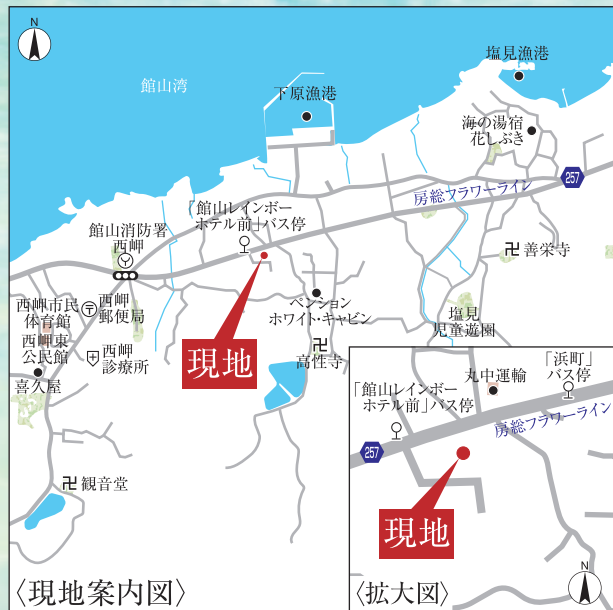 N
館山湾
塩見漁港
下原漁港
海の湯宿
花しぶき
257
房総フラワーライン
「館山レインボー
ホテル前」バス停
館山消防署
西岬
善栄寺
西岬市民
体育館
西岬
郵便局
ペンション
ホワイト・キャビン
塩見
児童遊園
西岬東
公民館
西岬
診療所
現地
高性寺
喜久屋
観音堂
〈現地案内図〉
「浜町」
バス停
丸中運輸
「館山レインボー
ホテル前」バス停
房総フラワーライン
257
現地
〈拡大図〉
N